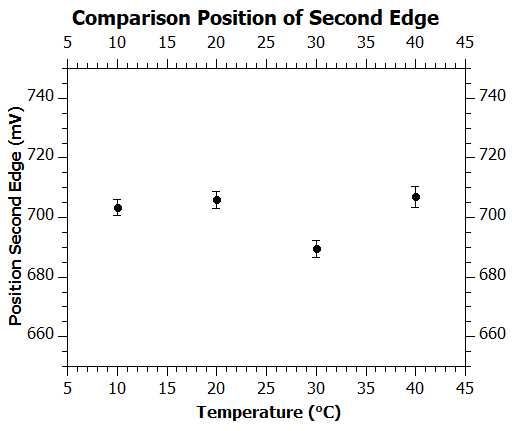 Comparison Position of Second Edge
5 10 15 20 25 30 35 40 45
740 740
720 720
700 700
680 680
660 660
Position Second Edge (mV)
5 10 15 20 25 30 35 40 45
Temperature (°C)